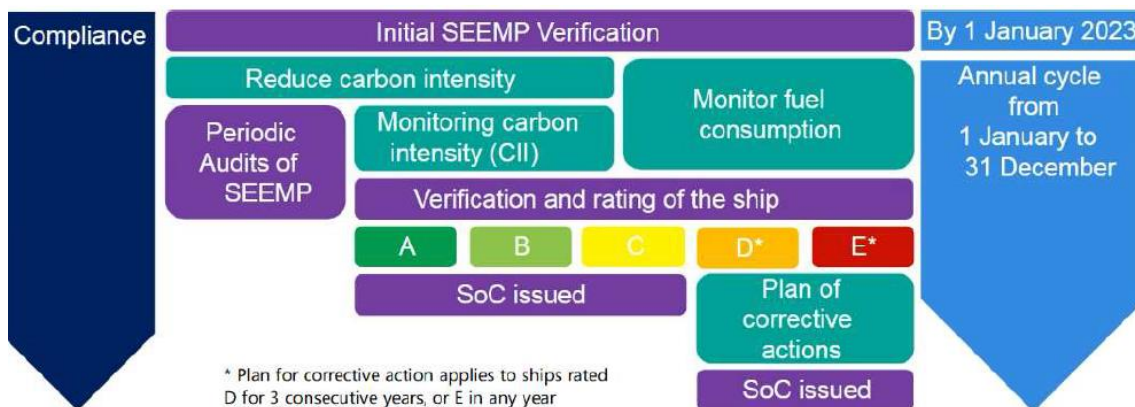 Compliance
Initial SEEMP Verification
By 1 January 2023
Reduce carbon intensity
Monitor fuel
consumption
Annual cycle
from
1 January to
31 December
Periodic
Audits of
SEEMP
Monitoring carbon
intensity (CII)
Verification and rating of the ship
A
B
C
D*
E*
SoC issued
Plan of
corrective
actions
* Plan for corrective action applies to ships rated
D for 3 consecutive years, or E in any year
SoC issued